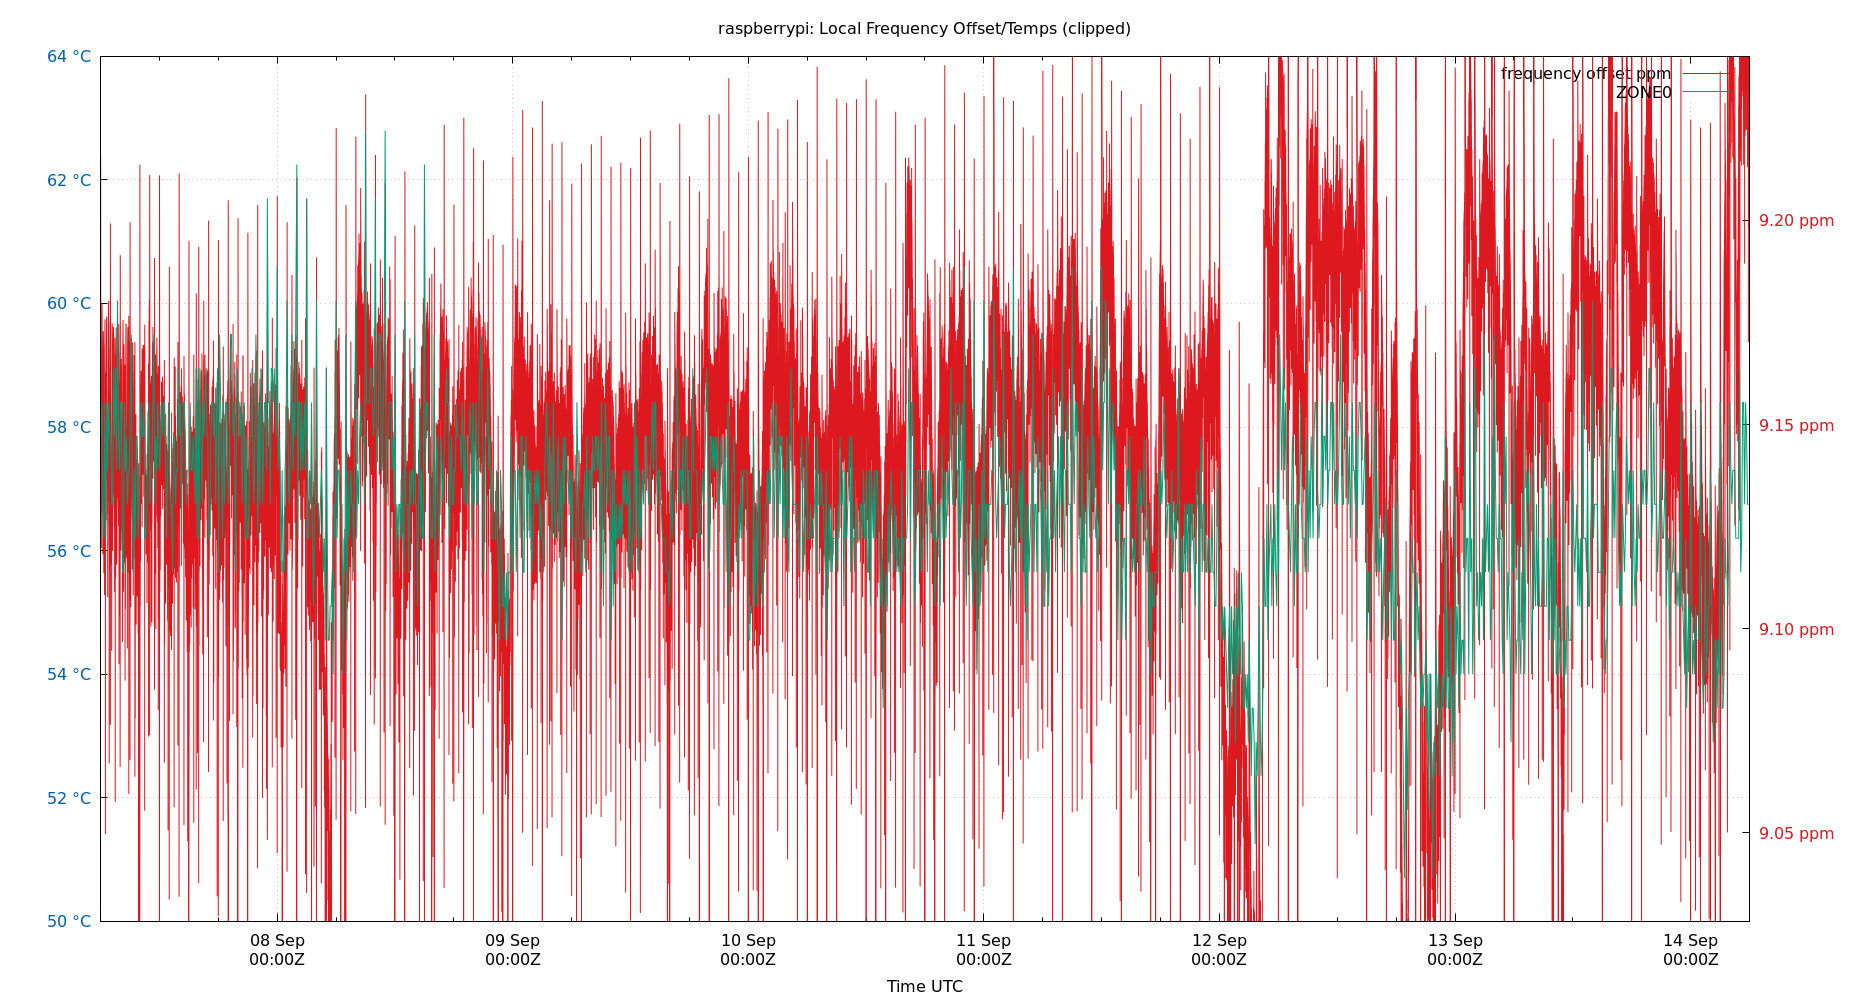 raspberrypi: Local Frequency Offset/Temps (clipped)
64 °C
62 °C
60 °C
58 °C
56 °C
54 °C
52 °C
50 °C
frequency offset ppm
ZONE0
9.20 ppm
9.15 ppm
9.10 ppm
9.05 ppm
08 Sep
00:00Z
09 Sep
00:00Z
10 Sep
00:00Z
11 Sep
00:00Z
12 Sep
00:00Z
13 Sep
00:00Z
14 Sep
00:00Z
Time UTC